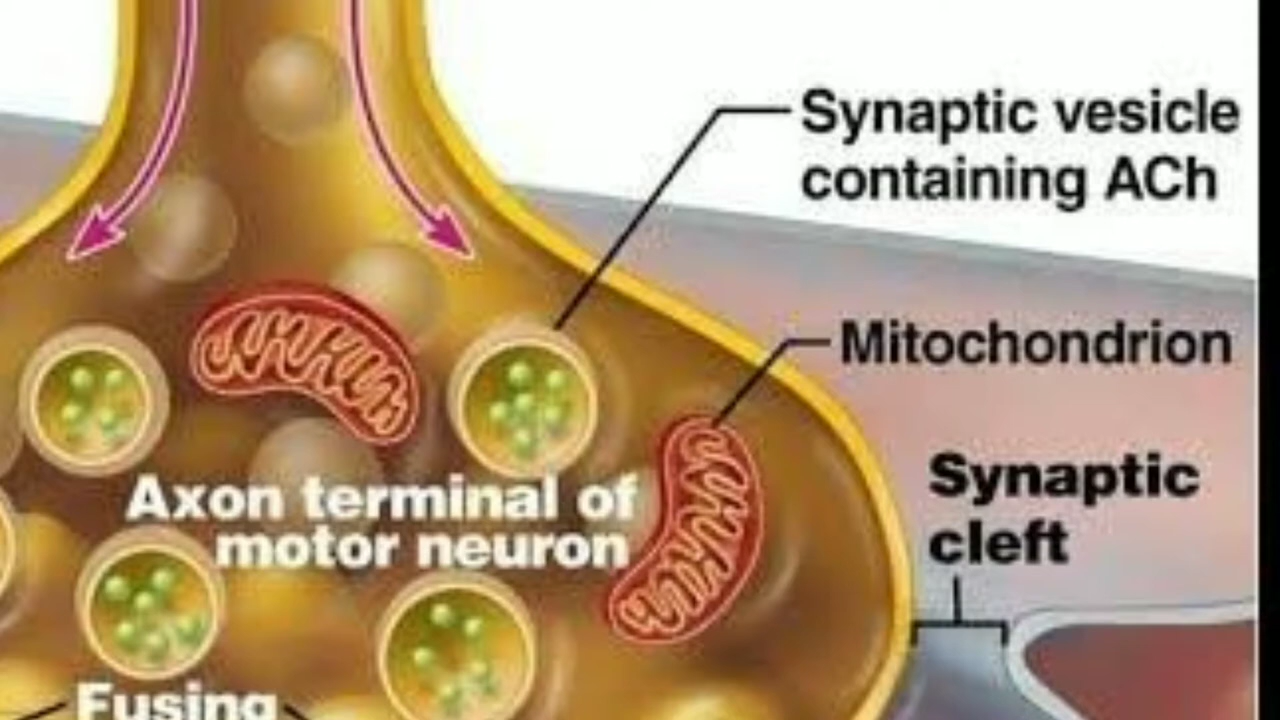 Synaptic vesicle
containing ACh
Mitochondrion
Synaptic
cleft
Axon terminal of
motor neuron
Fusing